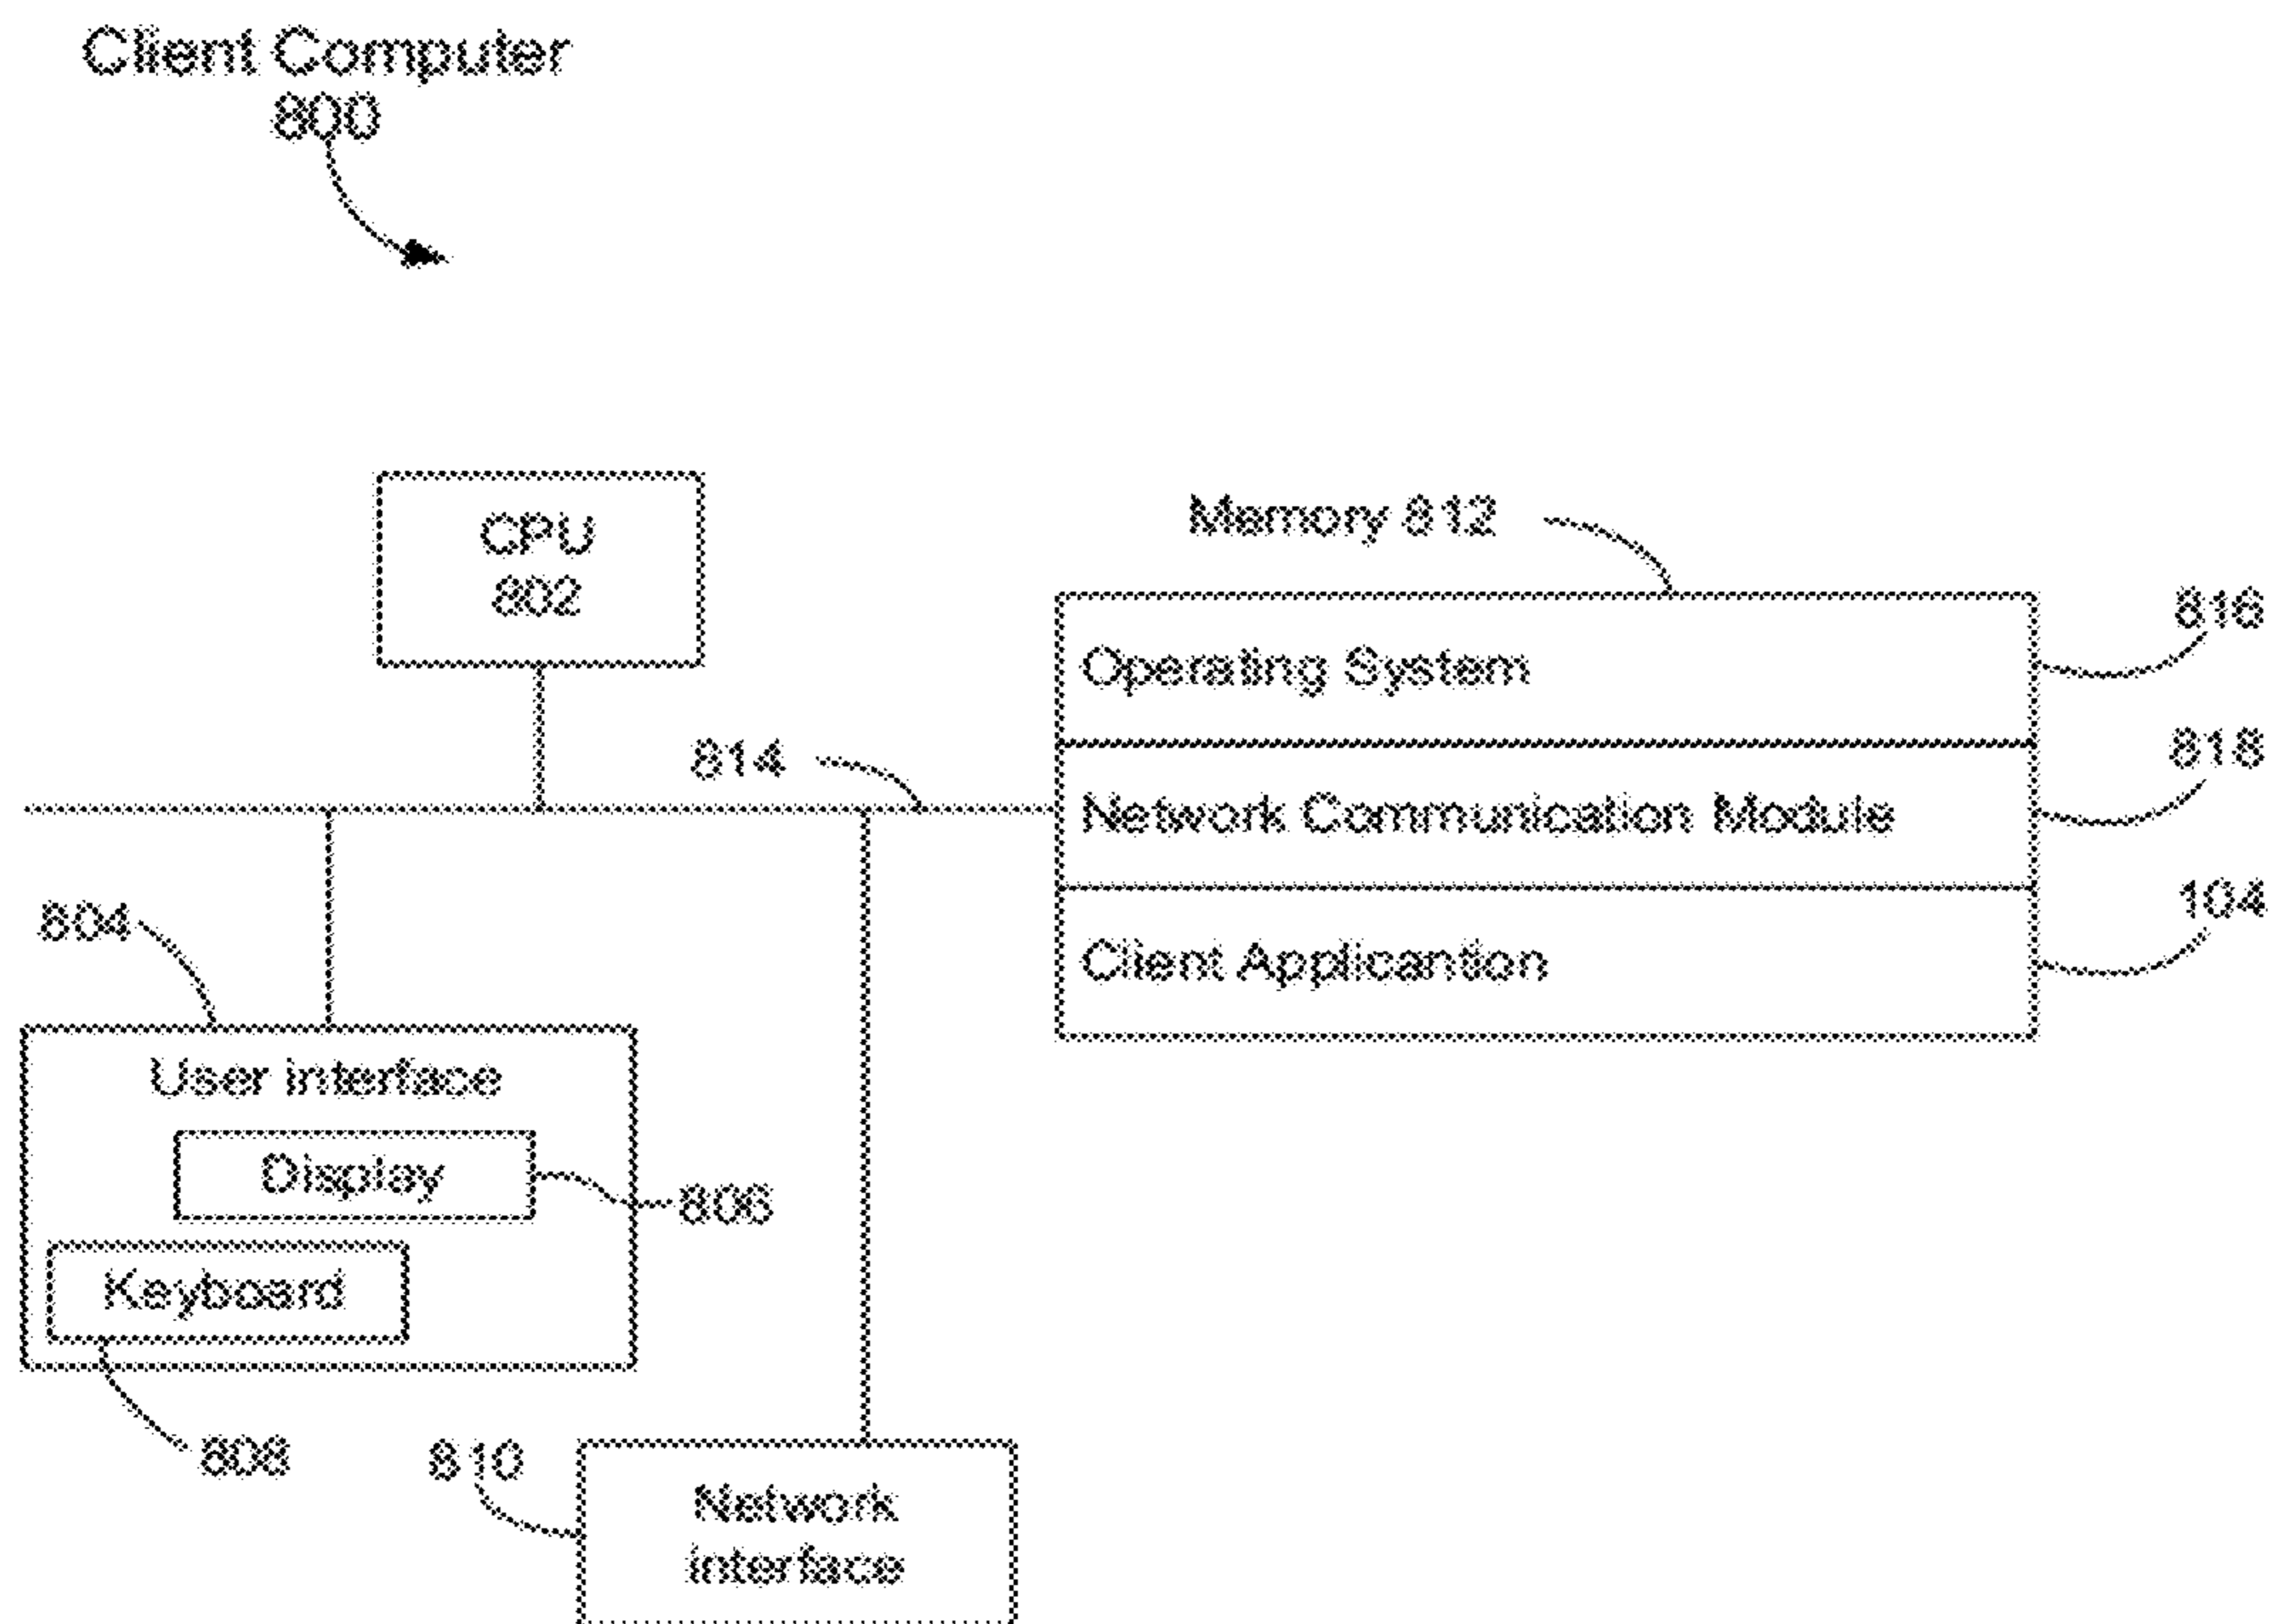 Client Computer
800
CPU
802
Memory 812
816
Operating System
814
818
Network Communication Module
104
Client Applicantion
804
User interface
Display
806
Keyboard
808
810
Network
interface